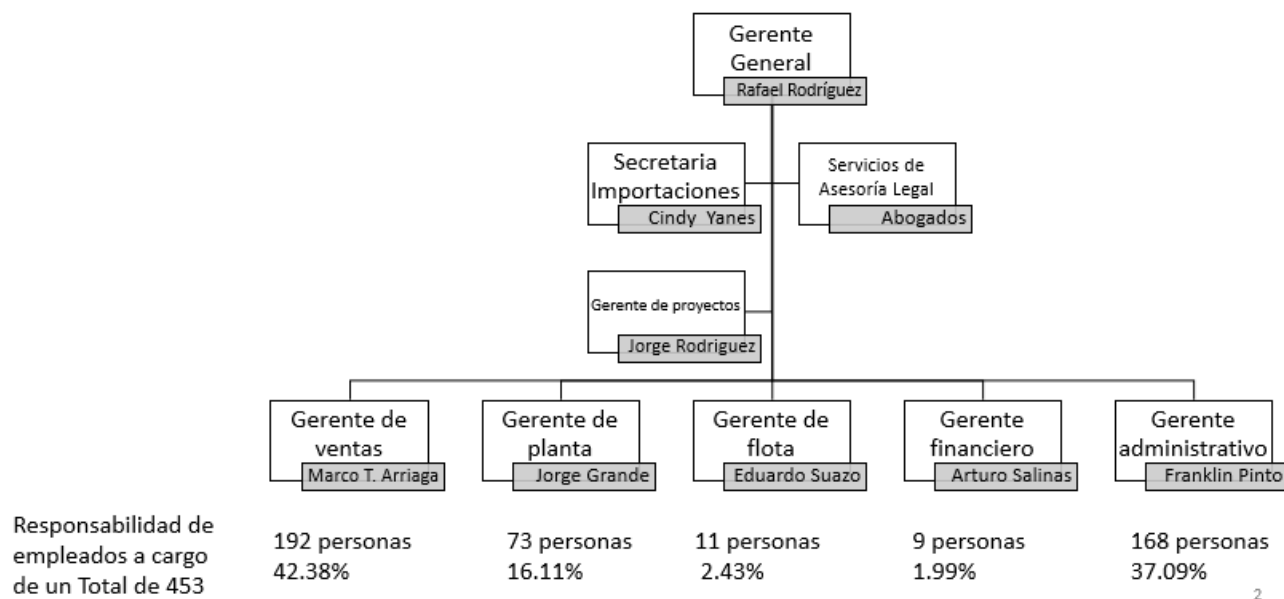 Gerente
General
Rafael Rodríguez
Secretaria
Importaciones
Cindy Yanes
Servicios de
Asesoría Legal
Abogados
Gerente de proyectos
Jorge Rodriguez
Gerente de
ventas
Marco T. Arriaga
Gerente de
planta
Jorge Grande
Gerente de
flota
Eduardo Suazo
Gerente
financiero
Arturo Salinas
Gerente
administrativo
Franklin Pinto
Responsabilidad de
empleados a cargo
de un Total de 453
192 personas
42.38%
73 personas
16.11%
11 personas
2.43%
9 personas
1.99%
168 personas
37.09%
2